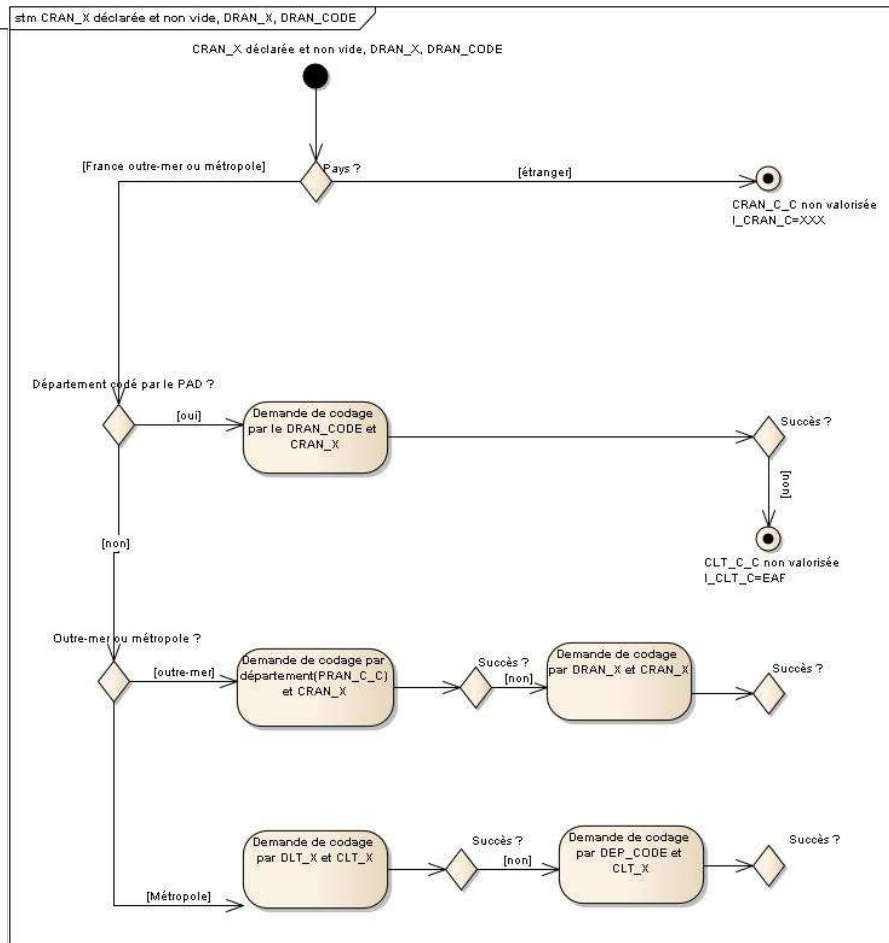 stm CRAN_X déclarée et non vide, DRAN_X, DRAN_CODE
CRAN_X déclarée et non vide, DRAN_X, DRAN_CODE
[France outre-mer ou métropole]
Pays ?
[étranger]
CRAN_C_C non valorisée
I_CRAN_C=XXX
Département codé par le PAD ?
[oui]
Demande de codage
par le DRAN_CODE et
CRAN_X
Succès ?
[non]
CLT_C_C non valorisée
I_CLT_C=EAF
[non]
Outre-mer ou métropole ?
[outre-mer]
Demande de codage par
département(PRAN_C_C)
et CRAN_X
Succès ?
[non]
Demande de codage
par DRAN_X et CRAN_X
Succès ?
[Métropole]
Demande de codage
par DLT_X et CLT_X
Succès ?
[non]
Demande de codage
par DEP_CODE et
CLT_X
Succès ?